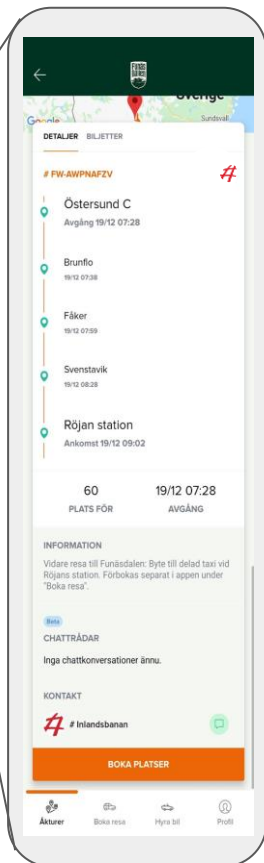 Funäs
dalen
Sverige
Google
Sundsvall
DETALJER BILJETTER
# FW-AWPNAFZV
Östersund C
Avgång 19/12 07:28
Brunflo
19/12 07:38
Fåker
19/12 07:59
Svenstavik
19/12 08:28
Röjan station
Ankomst 19/12 09:02
60 19/12 07:28
PLATS FÖR AVGÅNG
INFORMATION
Vidare resa till Funäsdalen: Byte till delad taxi vid
Röjans station. Förbokas separat i appen under
"Boka resa".
Beta
CHATTRÅDAR
Inga chattkonversationer ännu.
KONTAKT
# Inlandsbanan
BOKA PLATSER
Åkturer Boka resa Hyra bil Profil